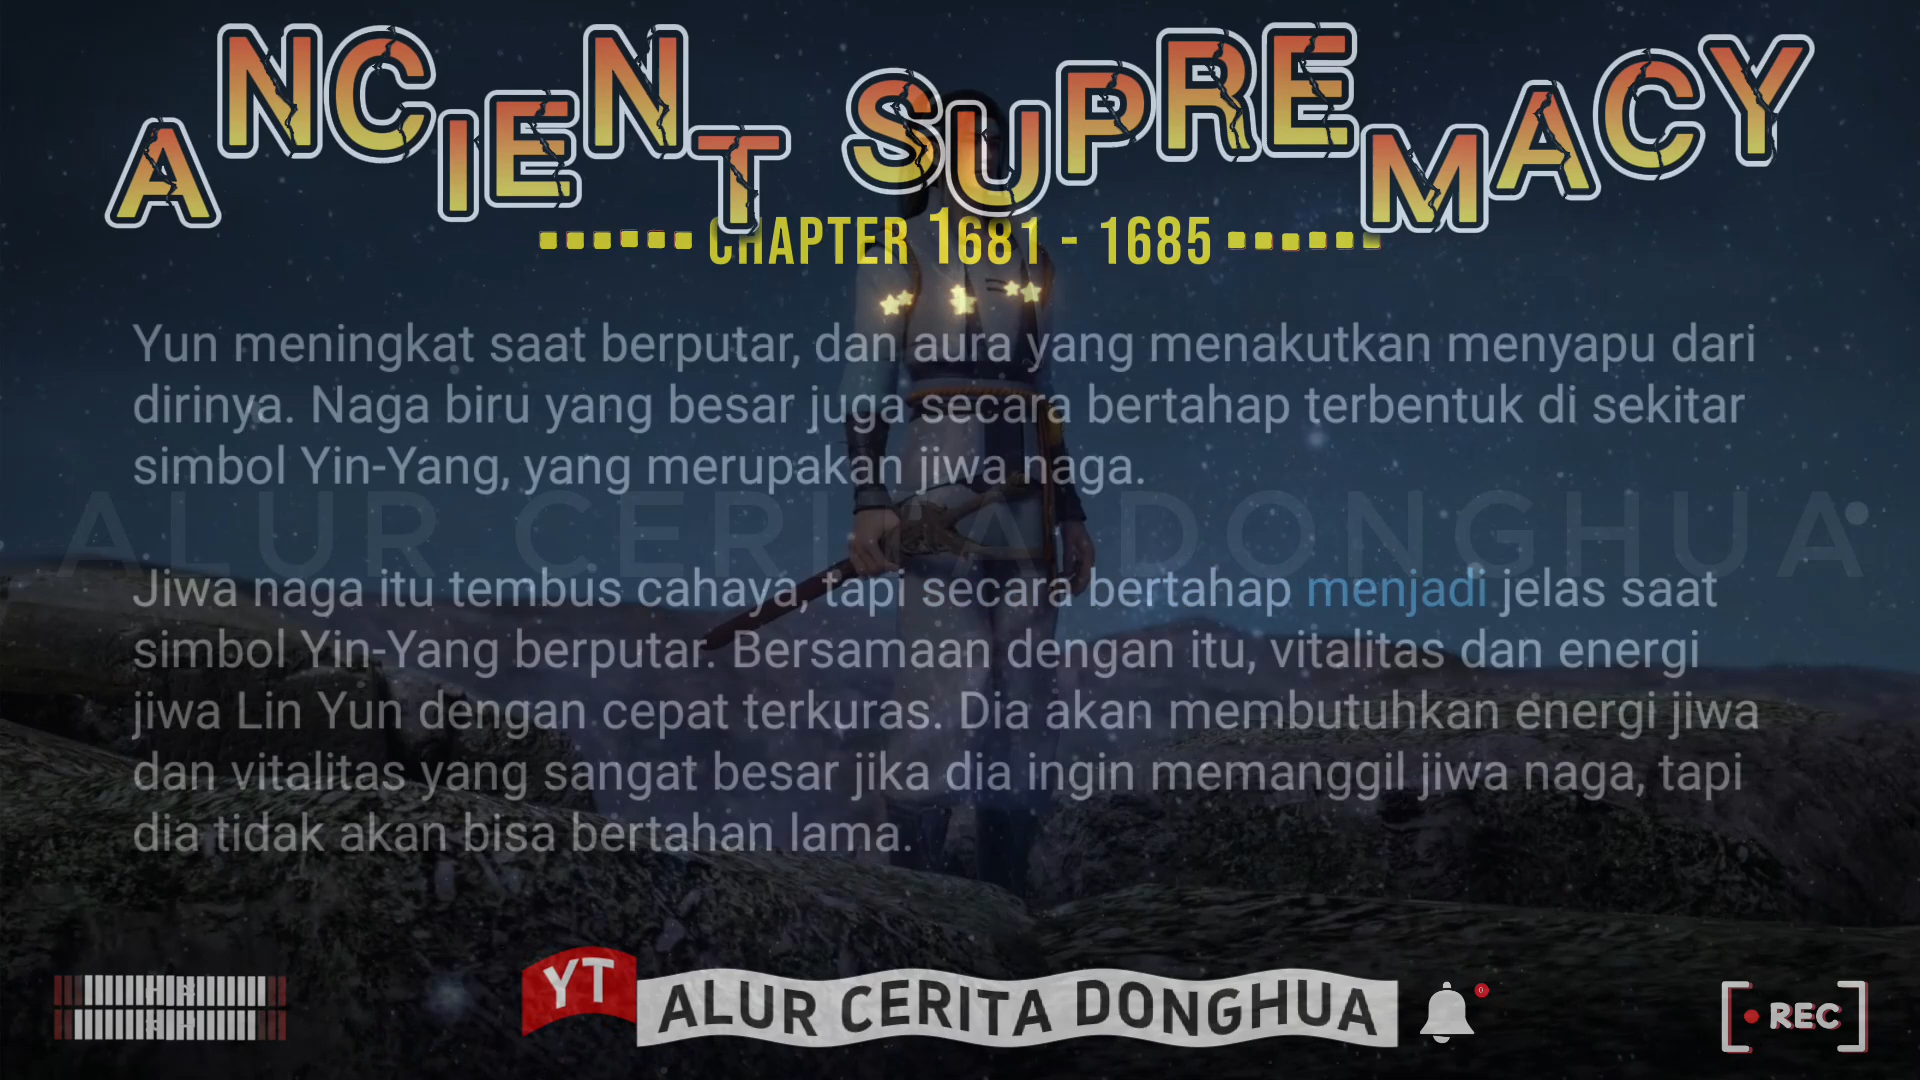 ANCIENT SUPREMACY
CHAPTER 1681 - 1685
Yun meningkat saat berputar, dan aura yang menakutkan menyapu dari
dirinya. Naga biru yang besar juga secara bertahap terbentuk di sekitar
simbol Yin-Yang, yang merupakan jiwa naga.
ALUR CERITA DONGHUA
Jiwa naga itu tembus cahaya, tapi secara bertahap menjadi jelas saat
simbol Yin-Yang berputar. Bersamaan dengan itu, vitalitas dan energi
jiwa Lin Yun dengan cepat terkuras. Dia akan membutuhkan energi jiwa
dan vitalitas yang sangat besar jika dia ingin memanggil jiwa naga, tapi
dia tidak akan bisa bertahan lama.
YT ALUR CERITA DONGHUA
0
REC